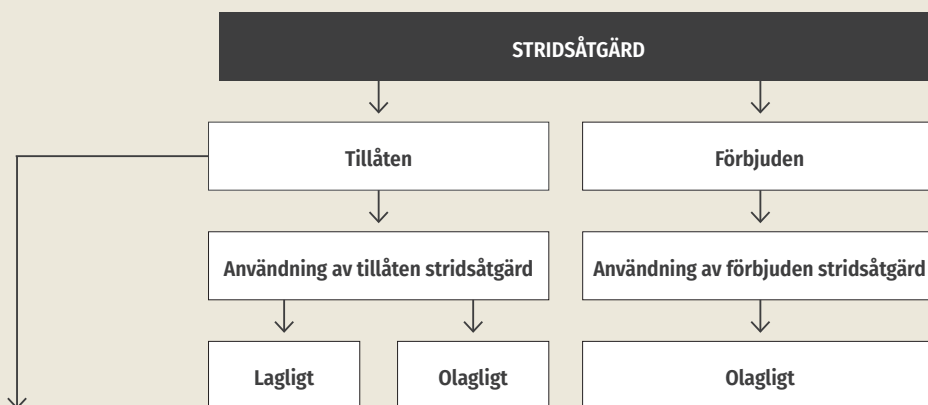 STRIDSÅTGÄRD
Tillåten
Förbjuden
Användning av tillåten stridsåtgärd
Användning av förbjuden stridsåtgärd
Lagligt
Olagligt
Olagligt